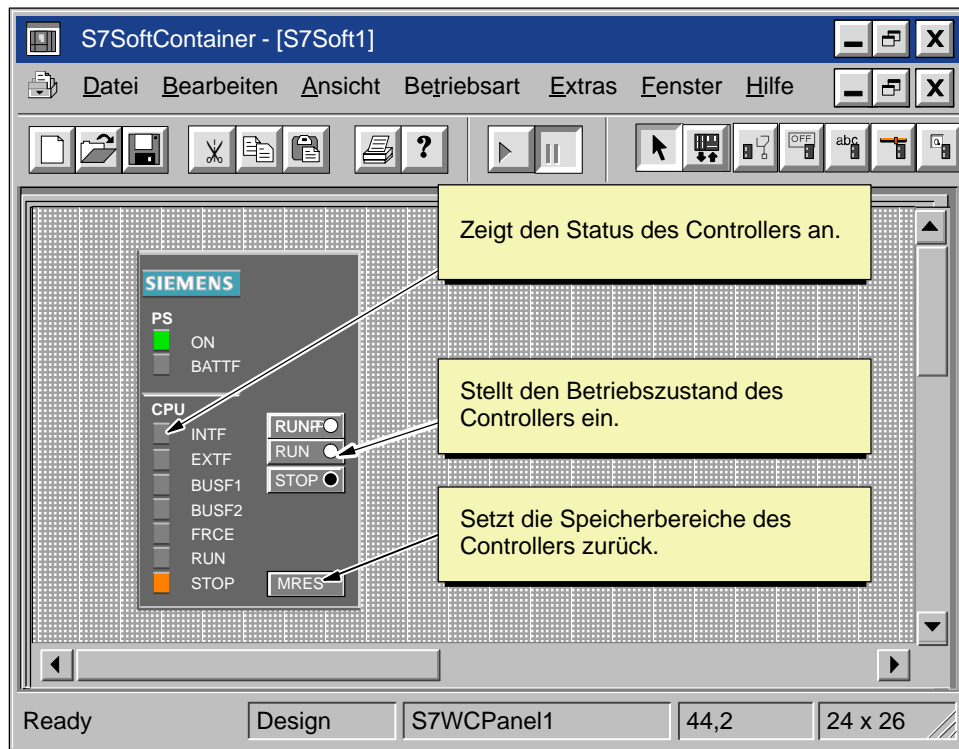 S7SoftContainer - [S7Soft1]
Datei Bearbeiten Ansicht Betriebsart Extras Fenster Hilfe
?
OFF
abc
a
Zeigt den Status des Controllers an.
SIEMENS
PS
ON
BATTF
CPU
INTF
EXTF
BUSF1
BUSF2
FRCE
RUN
STOP
RUN
STOP
MRES
Stellt den Betriebszustand des
Controllers ein.
Setzt die Speicherbereiche des
Controllers zurück.
Ready Design S7WCPanel1 44,2 24 x 26